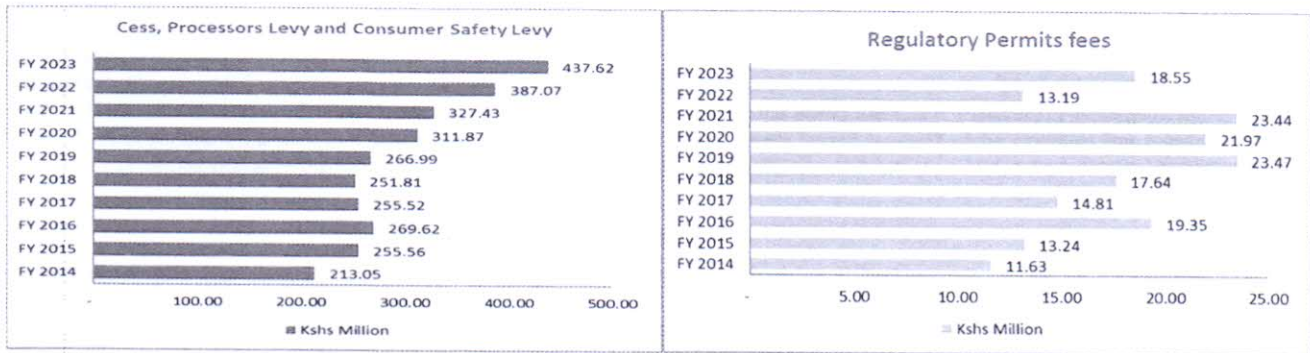 Cess, Processors Levy and Consumer Safety Levy
FY 2023 437.62
FY 2022 387.07
FY 2021 327.43
FY 2020 311.87
FY 2019 266.99
FY 2018 251.81
FY 2017 255.52
FY 2016 269.62
FY 2015 255.56
FY 2014 213.05
- 100.00 200.00 300.00 400.00 500.00
Kshs Million
Regulatory Permits fees
FY 2023 18.55
FY 2022 13.19
FY 2021 23.44
FY 2020 21.97
FY 2019 23.47
FY 2018 17.64
FY 2017 14.81
FY 2016 19.35
FY 2015 13.24
FY 2014 11.63
- 5.00 10.00 15.00 20.00 25.00
Kshs Million